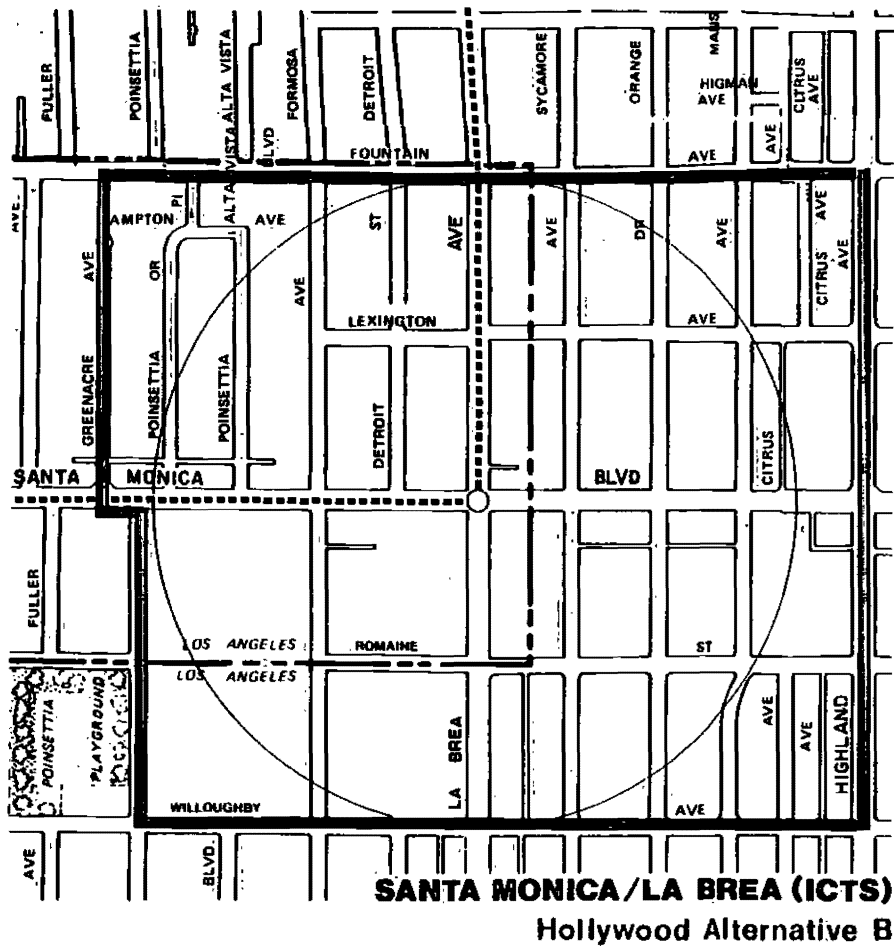 FULLER
POINSETTIA
ALTA VISTA
ALTA VISTA
BLVD
FORMOSA
DETROIT
SYCAMORE
ORANGE
HIGMAN
AVE
CITRUS
AVE
FOUNTAIN
AVE
AVE
AVE
AMPTON
PI
ALTA VISTA
AVE
ST
AVE
AVE
DR
AVE
AVE
CITRUS
AVE
AVE
DR
AVE
LEXINGTON
AVE
GREENACRE
POINSETTIA
POINSETTIA
DETROIT
CITRUS
SANTA MONICA
BLVD
FULLER
LOS ANGELES
ROMAINE
ST
LOS ANGELES
POINSETTIA
PLAYGROUND
LA BREA
AVE
AVE
HIGHLAND
WILLOUGHBY
AVE
AVE
BLVD.
SANTA MONICA/LA BREA (ICTS)
Hollywood Alternative B